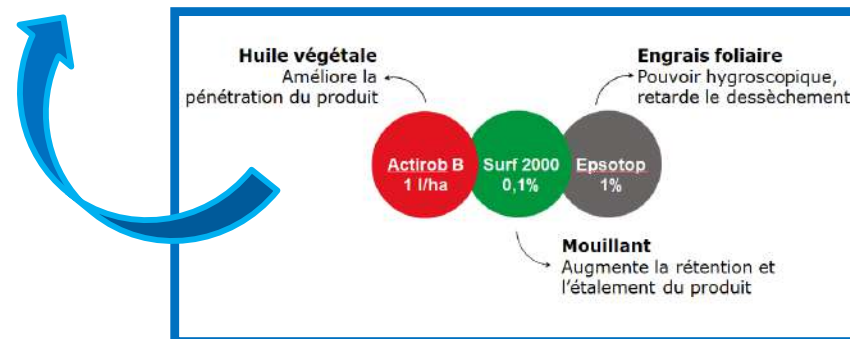 Huile végétale
Améliore la
pénétration du produit
Engrais foliaire
Pouvoir hygroscopique,
retarde le dessèchement
Actirob B
1 l/ha
Surf 2000
0,1%
Epsotop
1%
Mouillant
Augmente la rétention et
l'étalement du produit